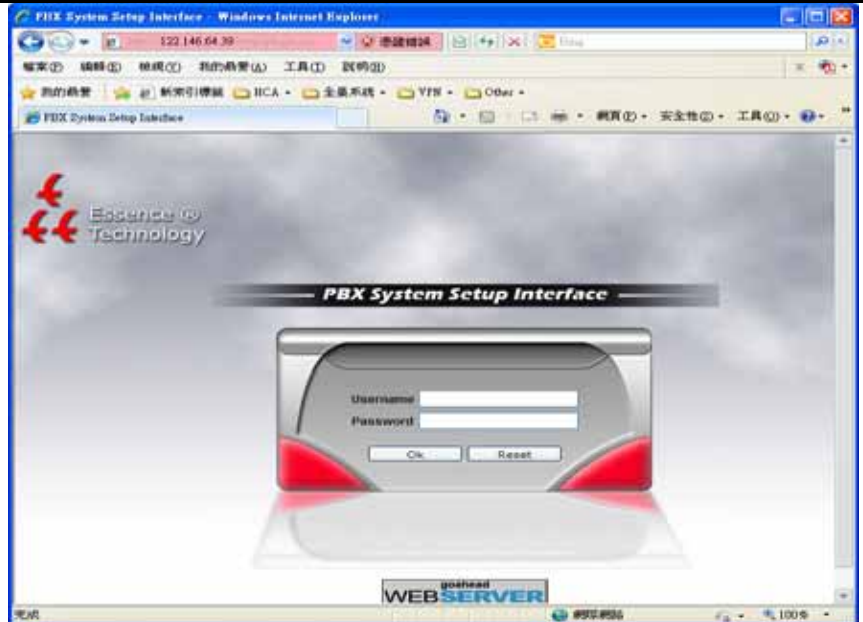 PBX System Setup Interface - Windows Internet Explorer
122.146.64.39
憑證錯誤
Bing
檔案(F) 編輯(E) 檢視(V) 我的最愛(A) 工具(T) 說明(H)
我的最愛 HCA VPN Other
PBX System Setup Interface
網頁(P) 安全性(S) 工具(O)
Essence ®
Technology
PBX System Setup Interface
Username
Password
Ok Reset
goahead
WEBSERVER
完成 網際網路 100%